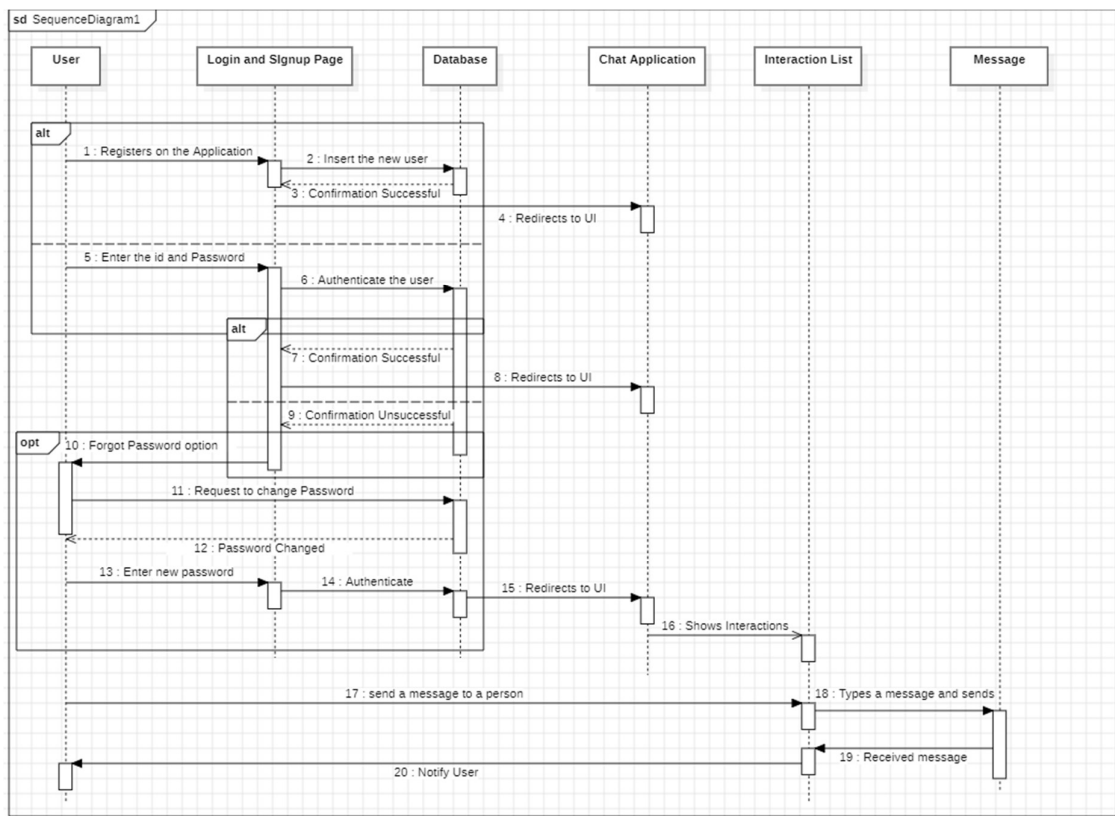 sd SequenceDiagram1
User
Login and SIgnup Page
Database
Chat Application
Interaction List
Message
alt
1 : Registers on the Application
2 : Insert the new user
3 : Confirmation Successful
4 : Redirects to UI
5 : Enter the id and Password
6 : Authenticate the user
alt
7 : Confirmation Successful
8 : Redirects to UI
9 : Confirmation Unsuccessful
opt
10 : Forgot Password option
11 : Request to change Password
12 : Password Changed
13 : Enter new password
14 : Authenticate
15 : Redirects to UI
16 : Shows Interactions
17 : send a message to a person
18 : Types a message and sends
19 : Received message
20 : Notify User